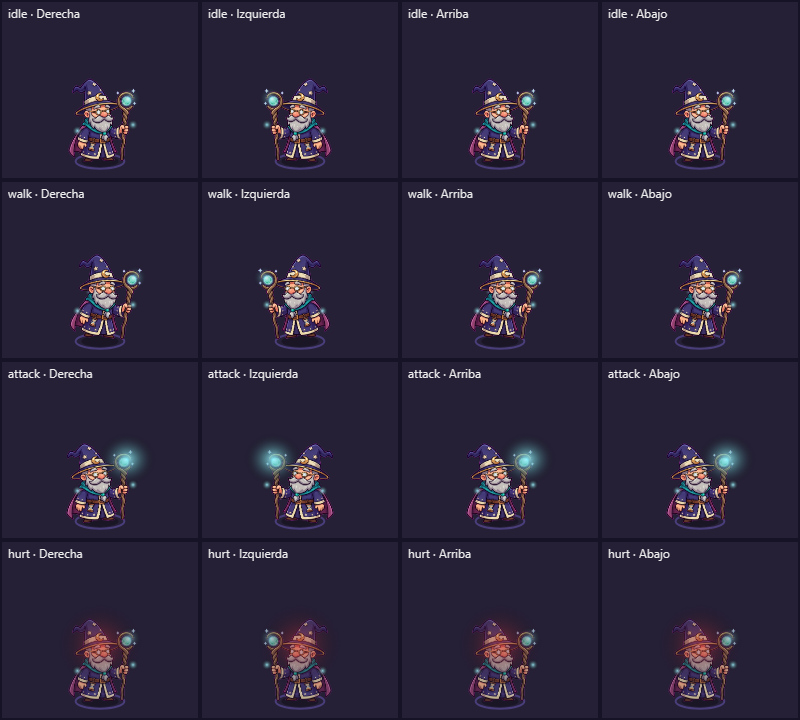 idle · Derecha
idle · Izquierda
idle · Arriba
idle · Abajo
walk · Derecha
walk · Izquierda
walk · Arriba
walk · Abajo
attack · Derecha
attack · Izquierda
attack · Arriba
attack · Abajo
hurt · Derecha
hurt · Izquierda
hurt · Arriba
hurt · Abajo